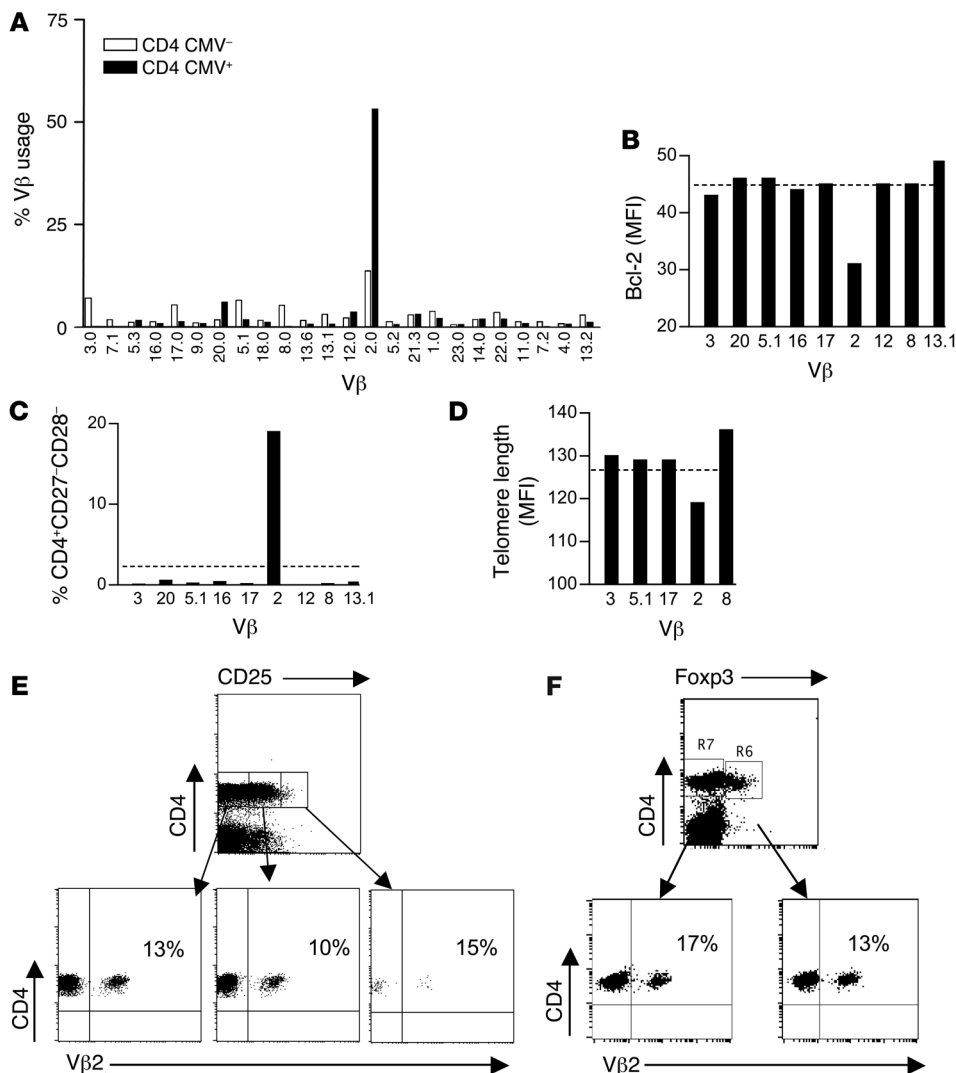 A
75
50
25
0
% Vβ usage
CD4 CMV⁻
CD4 CMV⁺
3.0 7.1 5.3 16.0 17.0 9.0 20.0 5.1 18.0 8.0 13.6 13.1 12.0 2.0 5.2 21.3 1.0 23.0 14.0 22.0 11.0 7.2 4.0 13.2
Vβ
B
50
40
30
20
Bcl-2 (MFI)
3 20 5.1 16 17 2 12 8 13.1
Vβ
C
20
10
0
% CD4⁺CD27⁻CD28⁻
3 20 5.1 16 17 2 12 8 13.1
Vβ
D
140
130
120
110
100
Telomere length
(MFI)
3 5.1 17 2 8
Vβ
E
CD25
CD4
13%
10%
15%
CD4
Vβ2
F
Foxp3
R7 R6
CD4
17%
13%
CD4
Vβ2